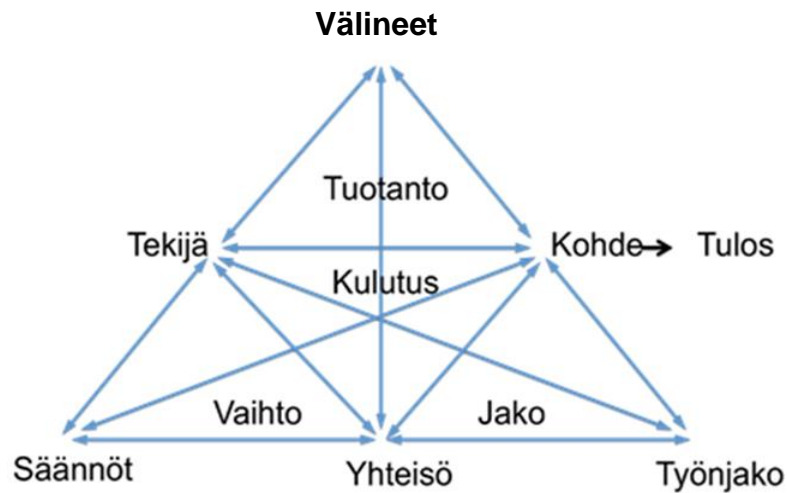 Välineet
Tuotanto
Tekijä
Kohde
Tulos
Kulutus
Vaihto
Jako
Säännöt
Yhteisö
Työnjako